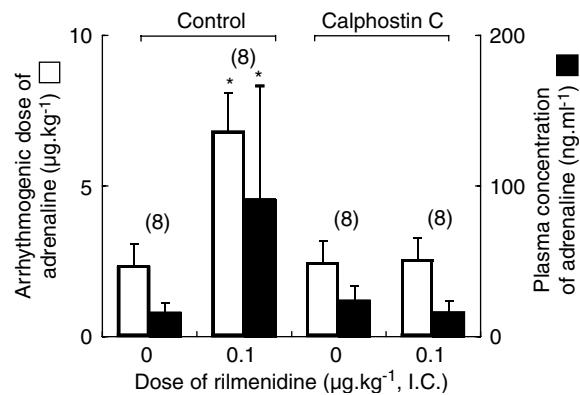 Control Calphostin C
10 200
(8)
* *
5 100
(8) (8) (8)
0 0
0 0.1 0 0.1
Dose of rilmenidine (µg.kg⁻¹, I.C.)
Arrhythmogenic dose of
adrenaline (µg.kg⁻¹)
Plasma concentration
of adrenaline (ng.ml⁻¹)